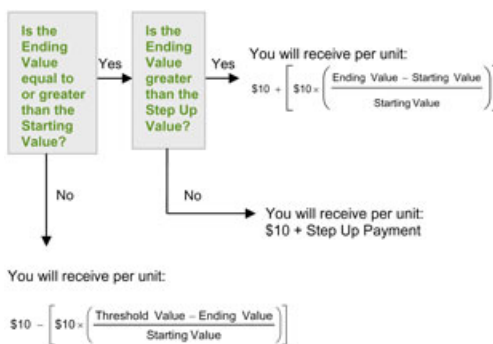 Is the
Ending
Value
equal to
or greater
than the
Starting
Value?
Yes
Is the
Ending
Value
greater
than the
Step Up
Value?
Yes
You will receive per unit:
$10 + [ $10 × ( Ending Value – Starting Value
Starting Value ) ]
No
No
You will receive per unit:
$10 + Step Up Payment
You will receive per unit:
$10 – [ $10 × ( Threshold Value – Ending Value
Starting Value ) ]